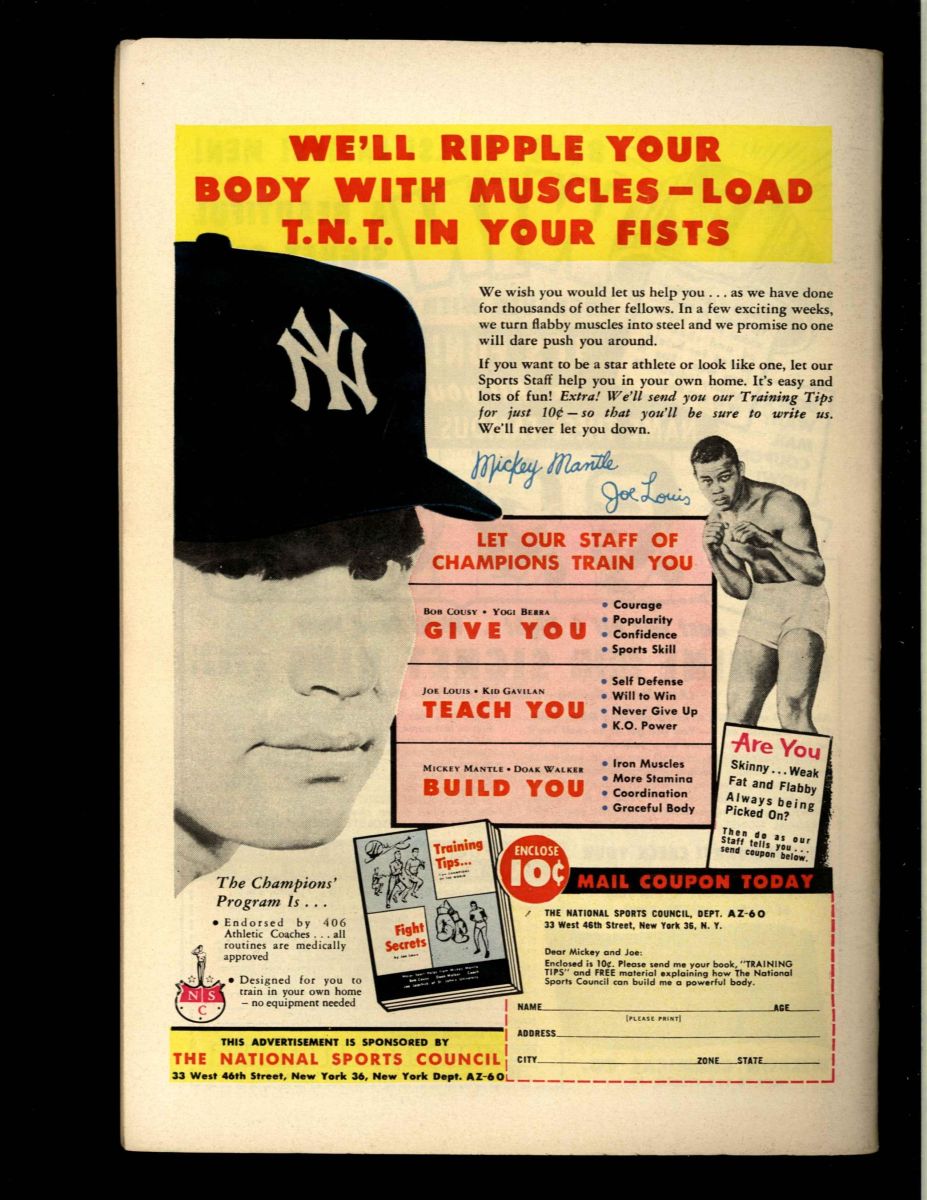 WE'LL RIPPLE YOUR
BODY WITH MUSCLES—LOAD
T.N.T. IN YOUR FISTS
NY
We wish you would let us help you . . . as we have done
for thousands of other fellows. In a few exciting weeks,
we turn flabby muscles into steel and we promise no one
will dare push you around.
If you want to be a star athlete or look like one, let our
Sports Staff help you in your own home. It's easy and
lots of fun! Extra! We'll send you our Training Tips
for just 10¢ — so that you'll be sure to write us.
We'll never let you down.
Mickey Mantle
Joe Louis
LET OUR STAFF OF
CHAMPIONS TRAIN YOU
BOB COUSY • YOGI BERRA
GIVE YOU
• Courage
• Popularity
• Confidence
• Sports Skill
JOE LOUIS • KID GAVILAN
TEACH YOU
• Self Defense
• Will to Win
• Never Give Up
• K.O. Power
MICKEY MANTLE • DOAK WALKER
BUILD YOU
• Iron Muscles
• More Stamina
• Coordination
• Graceful Body
Are You
Skinny...Weak
Fat and Flabby
Always being
Picked On?
Then do as our
Staff tells you...
send coupon below.
Training
Tips...
Fight
Secrets
by Joe Louis
The Champions'
Program Is . . .
• Endorsed by 406
Athletic Coaches . . . all
routines are medically
approved
• Designed for you to
train in your own home
– no equipment needed
NSC
THIS ADVERTISEMENT IS SPONSORED BY
THE NATIONAL SPORTS COUNCIL
33 West 46th Street, New York 36, New York Dept. AZ-60
ENCLOSE
10¢
MAIL COUPON TODAY
THE NATIONAL SPORTS COUNCIL, DEPT. AZ-60
33 West 46th Street, New York 36, N. Y.
Dear Mickey and Joe:
Enclosed is 10¢. Please send me your book, "TRAINING
TIPS" and FREE material explaining how The National
Sports Council can build me a powerful body.
NAME AGE
[PLEASE PRINT]
ADDRESS
CITY ZONE STATE